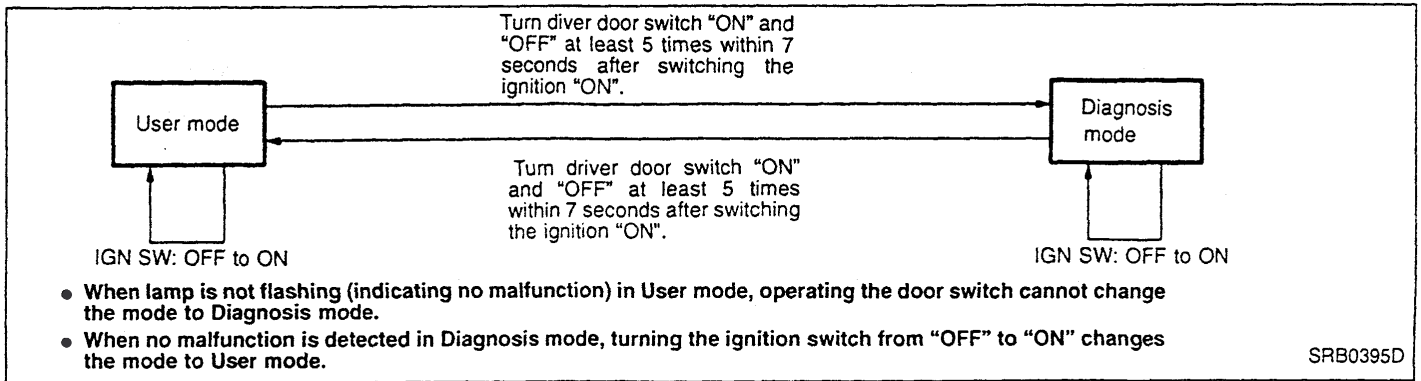 Turn diver door switch "ON" and
"OFF" at least 5 times within 7
seconds after switching the
ignition "ON".
User mode
Diagnosis
mode
Turn driver door switch "ON"
and "OFF" at least 5 times
within 7 seconds after switching
the ignition "ON".
IGN SW: OFF to ON
IGN SW: OFF to ON
● When lamp is not flashing (indicating no malfunction) in User mode, operating the door switch cannot change
the mode to Diagnosis mode.
● When no malfunction is detected in Diagnosis mode, turning the ignition switch from "OFF" to "ON" changes
the mode to User mode.
SRB0395D